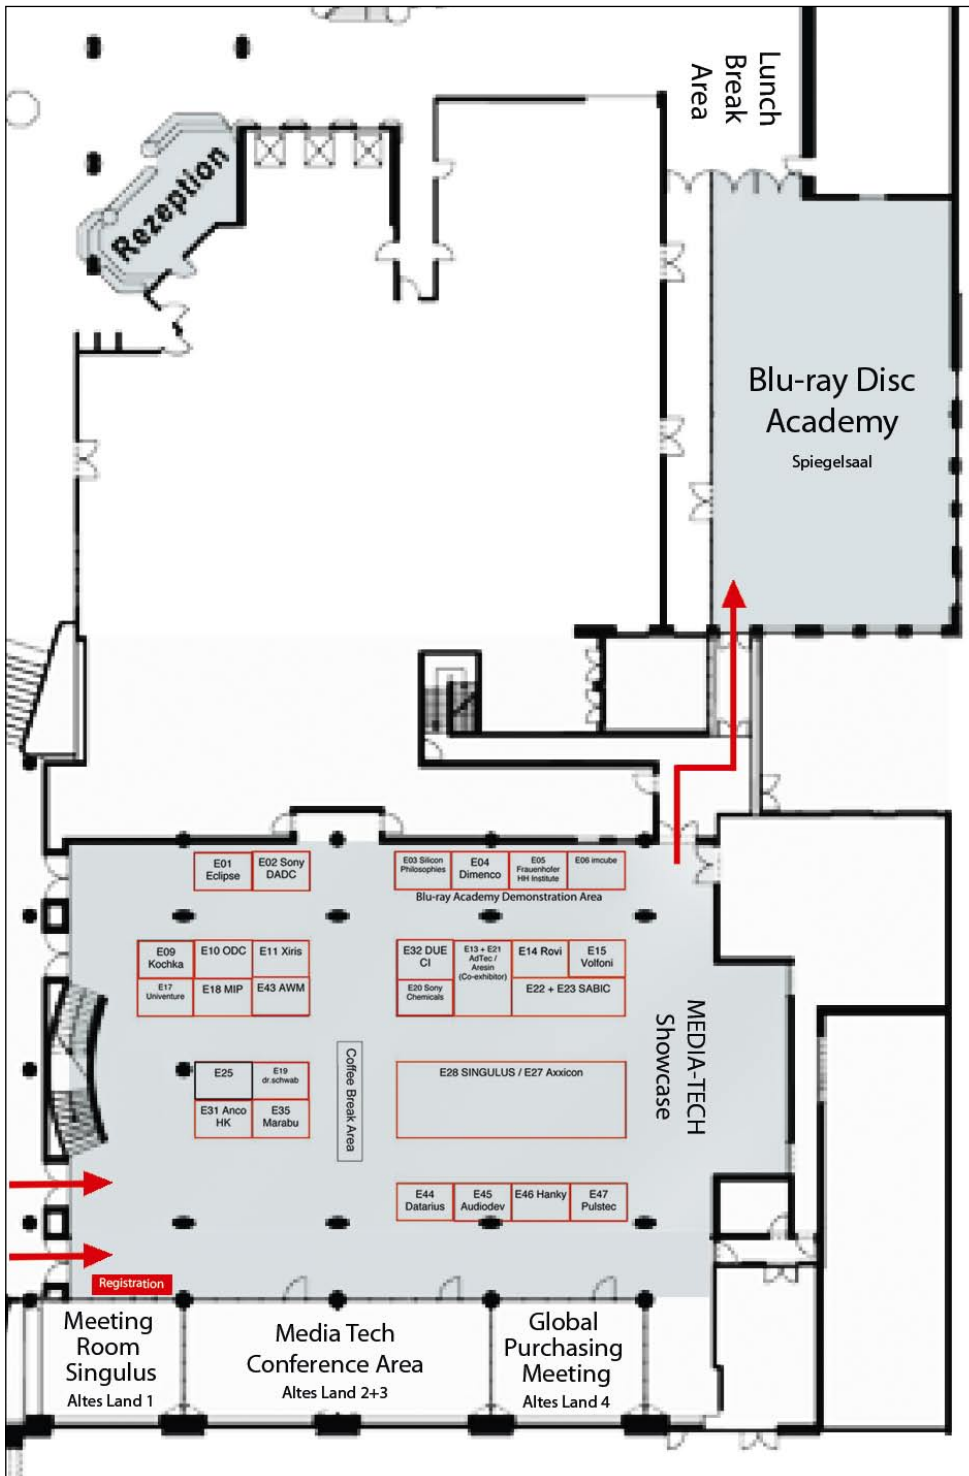 Lunch
Break
Area
Rezeption
Blu-ray Disc
Academy
Spiegelsaal
E01
Eclipse
E02 Sony
DADC
E03 Silicon
Philosophies
E04
Dimenco
E05
Frauenhofer
HH Institute
E06 imcube
Blu-ray Academy Demonstration Area
E09
Kochka
E10 ODC
E11 Xiris
E17
Univenture
E18 MIP
E43 AWM
E32 DUE
CI
E13 + E21
AdTec /
Aresin
(Co-exhibitor)
E14 Rovi
E15
Volfoni
E20 Sony
Chemicals
E22 + E23 SABIC
MEDIA-TECH
Showcase
E25
E19
dr.schwab
E31 Anco
HK
E35
Marabu
Coffee Break Area
E28 SINGULUS / E27 Axxicon
E44
Datarius
E45
Audiodev
E46 Hanky
E47
Pulstec
Registration
Meeting
Room
Singulus
Altes Land 1
Media Tech
Conference Area
Altes Land 2+3
Global
Purchasing
Meeting
Altes Land 4